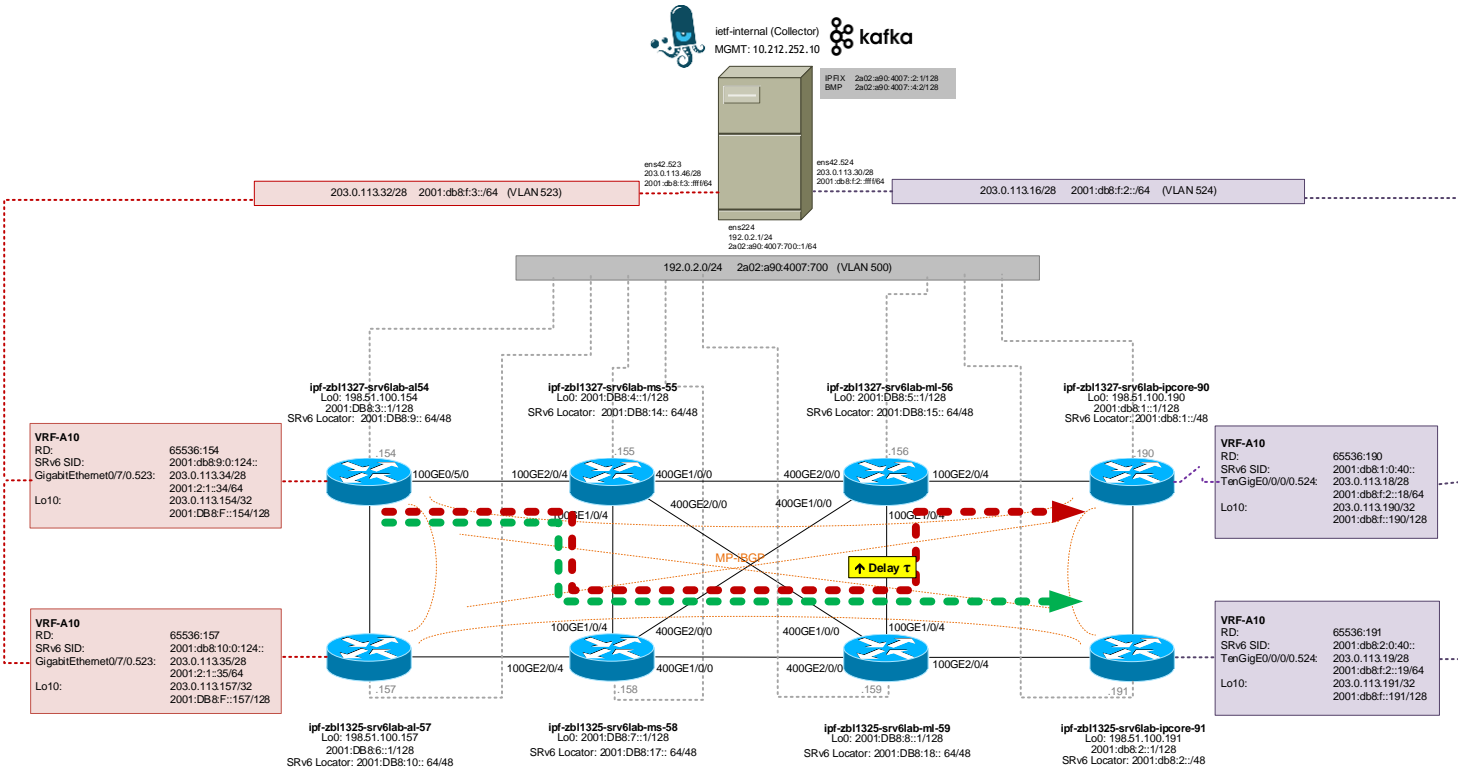 ietf-internal (Collector)
MGMT: 10.212.252.10
kafka
IPFIX 2a02:a90:4007::2:1/128
BMP 2a02:a90:4007::4:2/128
ens42.523
203.0.113.46/28
2001:db8:f:3::ffff/64
ens42.524
203.0.113.30/28
2001:db8:f:2::ffff/64
203.0.113.32/28 2001:db8:f:3::/64 (VLAN 523)
203.0.113.16/28 2001:db8:f:2::/64 (VLAN 524)
ens224
192.0.2.1/24
2a02:a90:4007:700::1/64
192.0.2.0/24 2a02:a90:4007:700 (VLAN 500)
ipf-zbl1327-srv6lab-al54
Lo0: 198.51.100.154
2001:DB8:3::1/128
SRv6 Locator: 2001:DB8:9:: 64/48
ipf-zbl1327-srv6lab-ms-55
Lo0: 2001:DB8:4::1/128
SRv6 Locator: 2001:DB8:14:: 64/48
ipf-zbl1327-srv6lab-ml-56
Lo0: 2001:DB8:5::1/128
SRv6 Locator: 2001:DB8:15:: 64/48
ipf-zbl1327-srv6lab-ipcore-90
Lo0: 198.51.100.190
2001:db8:1::1/128
SRv6 Locator: 2001:db8:1::/48
VRF-A10
RD: 65536:154
SRv6 SID: 2001:db8:9:0:124::
GigabitEthernet0/7/0.523: 203.0.113.34/28
2001:2:1::34/64
Lo10: 203.0.113.154/32
2001:DB8:F::154/128
.154
.155
.156
.190
100GE0/5/0
100GE2/0/4
400GE1/0/0
400GE2/0/0
100GE2/0/4
100GE1/0/4
400GE2/0/0
400GE1/0/0
100GE1/0/4
VRF-A10
RD: 65536:190
SRv6 SID: 2001:db8:1:0:40::
TenGigE0/0/0/0.524: 203.0.113.18/28
2001:db8:f:2::18/64
Lo10: 203.0.113.190/32
2001:db8:f::190/128
MP-IBGP
↑ Delay τ
VRF-A10
RD: 65536:157
SRv6 SID: 2001:db8:10:0:124::
GigabitEthernet0/7/0.523: 203.0.113.35/28
2001:2:1::35/64
Lo10: 203.0.113.157/32
2001:DB8:F::157/128
100GE1/0/4
400GE2/0/0
400GE1/0/0
100GE1/0/4
100GE2/0/4
400GE1/0/0
400GE2/0/0
100GE2/0/4
.157
.158
.159
.191
VRF-A10
RD: 65536:191
SRv6 SID: 2001:db8:2:0:40::
TenGigE0/0/0/0.524: 203.0.113.19/28
2001:db8:f:2::19/64
Lo10: 203.0.113.191/32
2001:db8:f::191/128
ipf-zbl1325-srv6lab-al-57
Lo0: 198.51.100.157
2001:DB8:6::1/128
SRv6 Locator: 2001:DB8:10:: 64/48
ipf-zbl1325-srv6lab-ms-58
Lo0: 2001:DB8:7::1/128
SRv6 Locator: 2001:DB8:17:: 64/48
ipf-zbl1325-srv6lab-ml-59
Lo0: 2001:DB8:8::1/128
SRv6 Locator: 2001:DB8:18:: 64/48
ipf-zbl1325-srv6lab-ipcore-91
Lo0: 198.51.100.191
2001:db8:2::1/128
SRv6 Locator: 2001:db8:2::/48